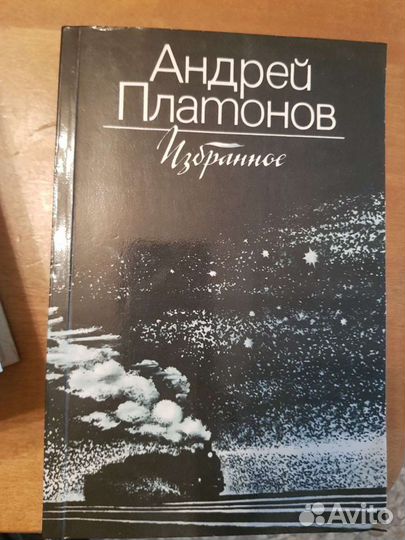 Андрей
Платонов
Избранное
Avito